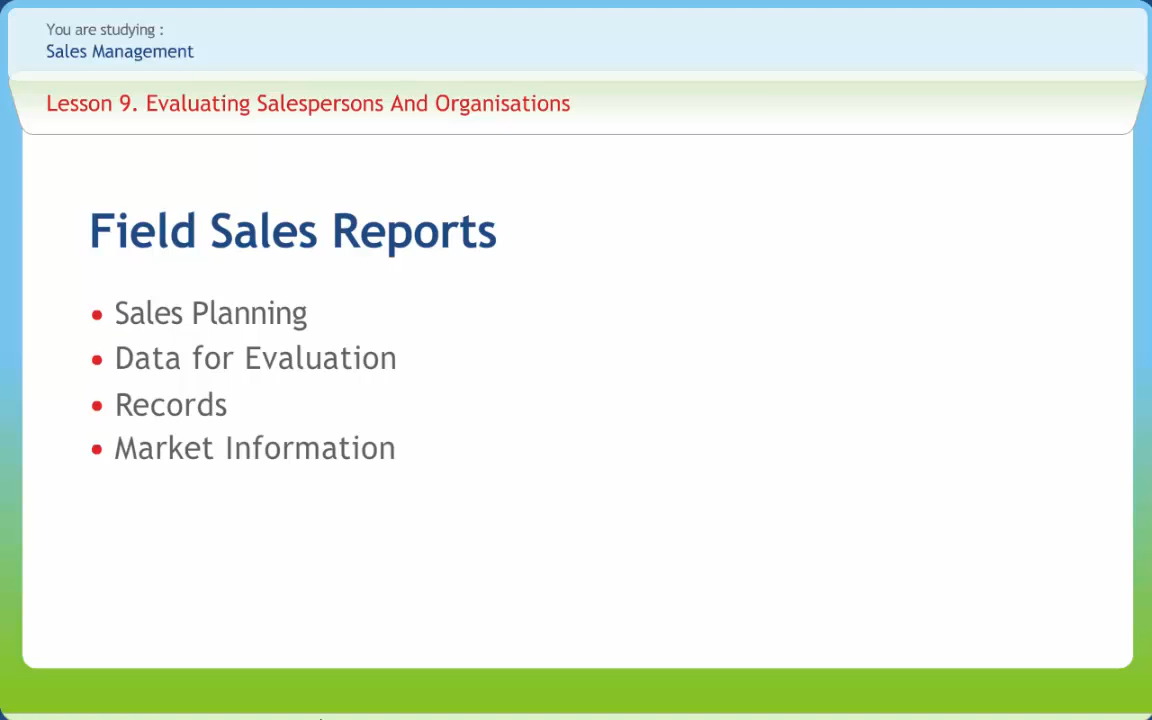 You are studying :
Sales Management
Lesson 9. Evaluating Salespersons And Organisations
Field Sales Reports
• Sales Planning
• Data for Evaluation
• Records
• Market Information